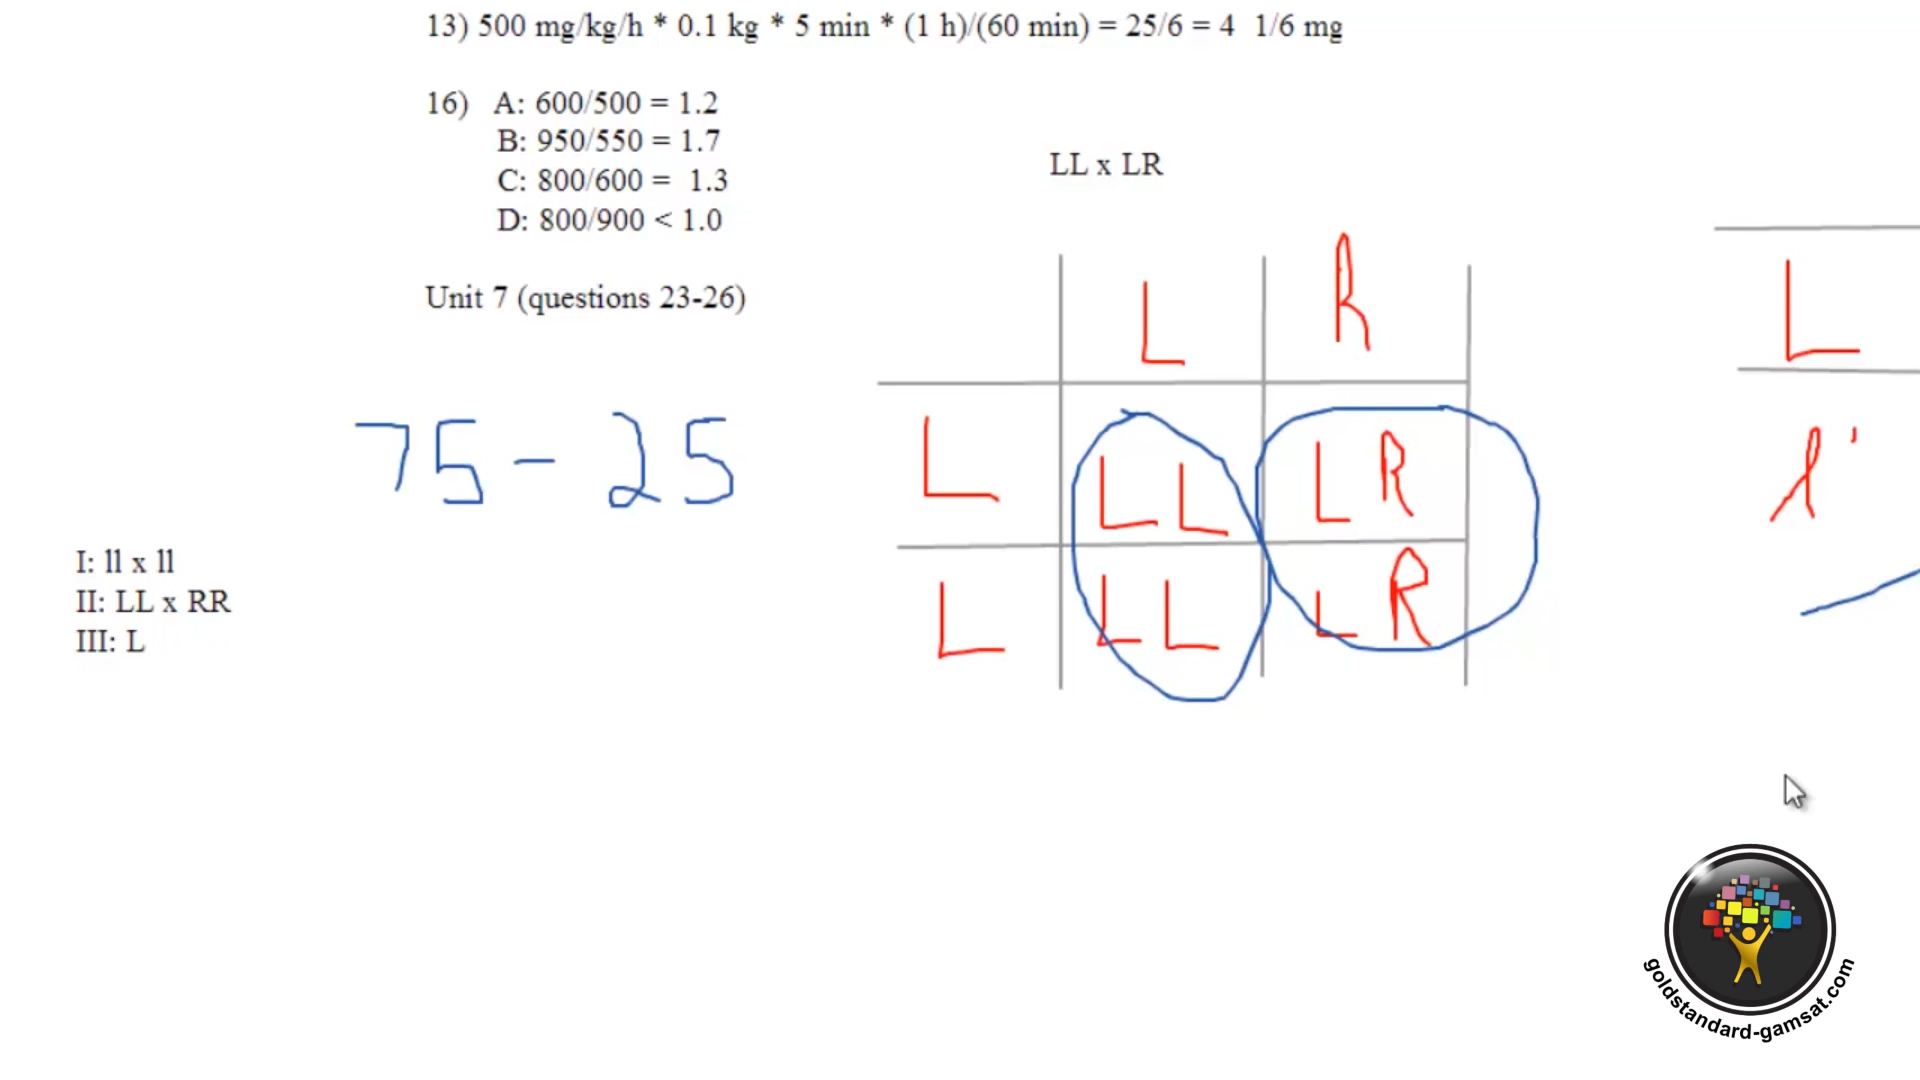 13) 500 mg/kg/h * 0.1 kg * 5 min * (1 h)/(60 min) = 25/6 = 4 1/6 mg
16) A: 600/500 = 1.2
B: 950/550 = 1.7
C: 800/600 = 1.3
D: 800/900 < 1.0
LL x LR
Unit 7 (questions 23-26)
L R
L LL LR
L LL LR
75-25
I: ll x ll
II: LL x RR
III: L
L
goldstandard-gamsat.com